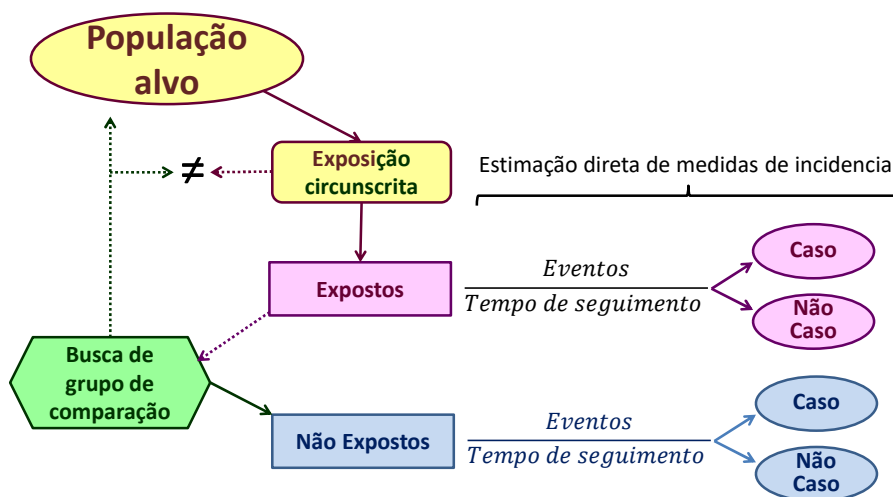 População
alvo
≠
Exposição
circunscrita
Estimação direta de medidas de incidencia
Expostos
Eventos
Tempo de seguimento
Caso
Não
Caso
Busca de
grupo de
comparação
Não Expostos
Eventos
Tempo de seguimento
Caso
Não
Caso